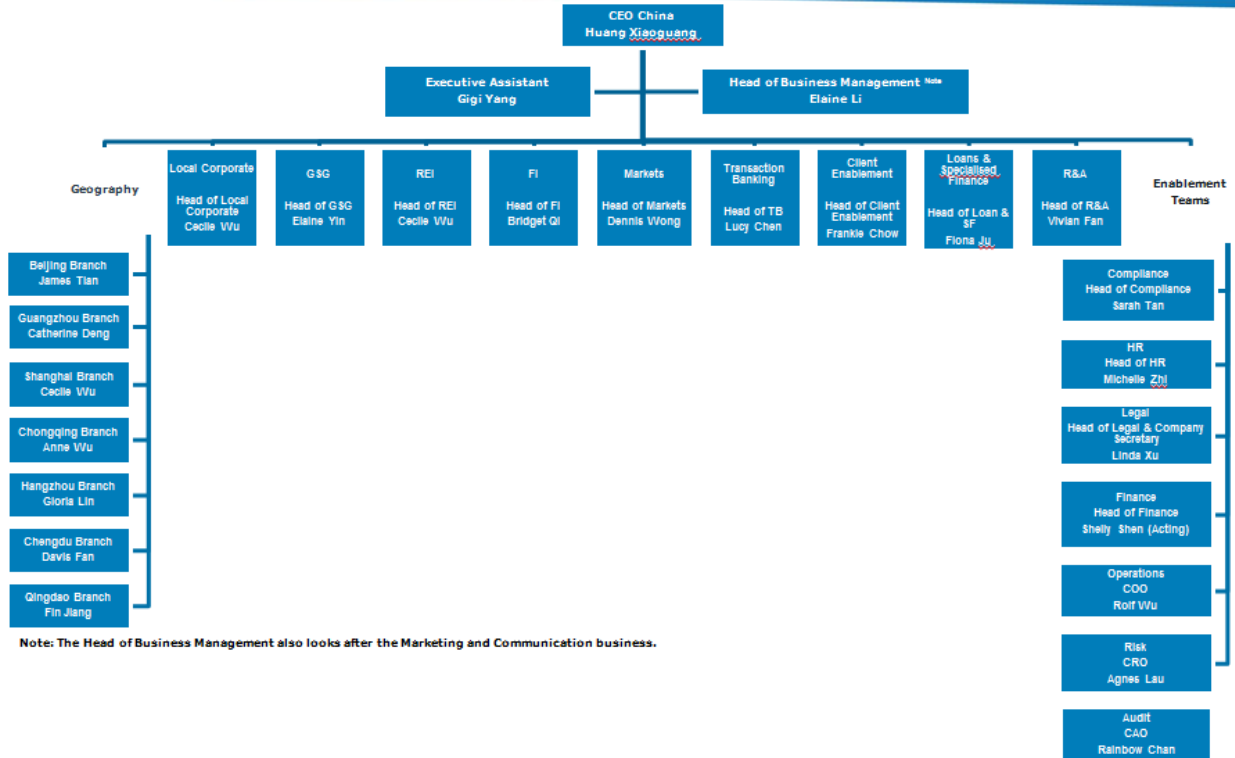 CEO China
Huang Xiaoguang
Executive Assistant
Gigi Yang
Head of Business Management Note
Elaine Li
Geography
Local Corporate
Head of Local
Corporate
Cecile Wu
GSG
Head of GSG
Elaine Yin
REI
Head of REI
Cecile Wu
FI
Head of FI
Bridget Qi
Markets
Head of Markets
Dennis Wong
Transaction
Banking
Head of TB
Lucy Chen
Client
Enablement
Head of Client
Enablement
Frankie Chow
Loans &
Specialised
Finance
Head of Loan &
SF
Fiona Ju
R&A
Head of R&A
Vivian Fan
Enablement
Teams
Beijing Branch
James Tian
Guangzhou Branch
Catherine Deng
Shanghai Branch
Cecile Wu
Chongqing Branch
Anne Wu
Hangzhou Branch
Gloria Lin
Chengdu Branch
Davis Fan
Qingdao Branch
Fin Jiang
Compliance
Head of Compliance
Sarah Tan
HR
Head of HR
Michelle Zhi
Legal
Head of Legal & Company
Secretary
Linda Xu
Finance
Head of Finance
Shelly Shen (Acting)
Operations
COO
Rolf Wu
Risk
CRO
Agnes Lau
Audit
CAO
Rainbow Chan
Note: The Head of Business Management also looks after the Marketing and Communication business.